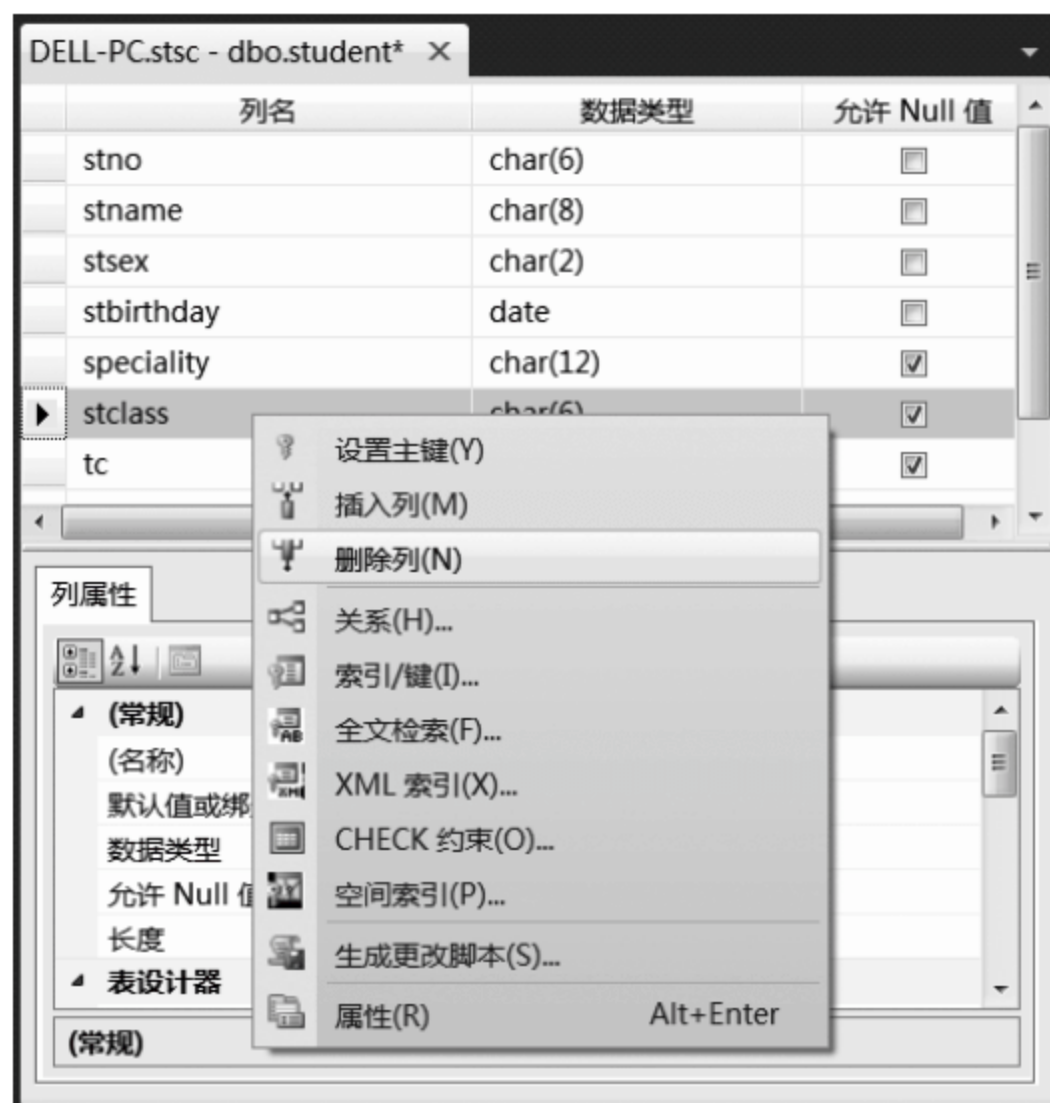 DELL-PC.stsc - dbo.student* ×
列名 数据类型 允许 Null 值
stno char(6)
stname char(8)
stsex char(2)
stbirthday date
speciality char(12)
stclass char(6)
tc
设置主键(Y)
插入列(M)
删除列(N)
关系(H)...
索引/键(I)...
全文检索(F)...
XML 索引(X)...
CHECK 约束(O)...
空间索引(P)...
生成更改脚本(S)...
属性(R) Alt+Enter
列属性
(常规)
(名称)
默认值或绑
数据类型
允许 Null 值
长度
表设计器
(常规)